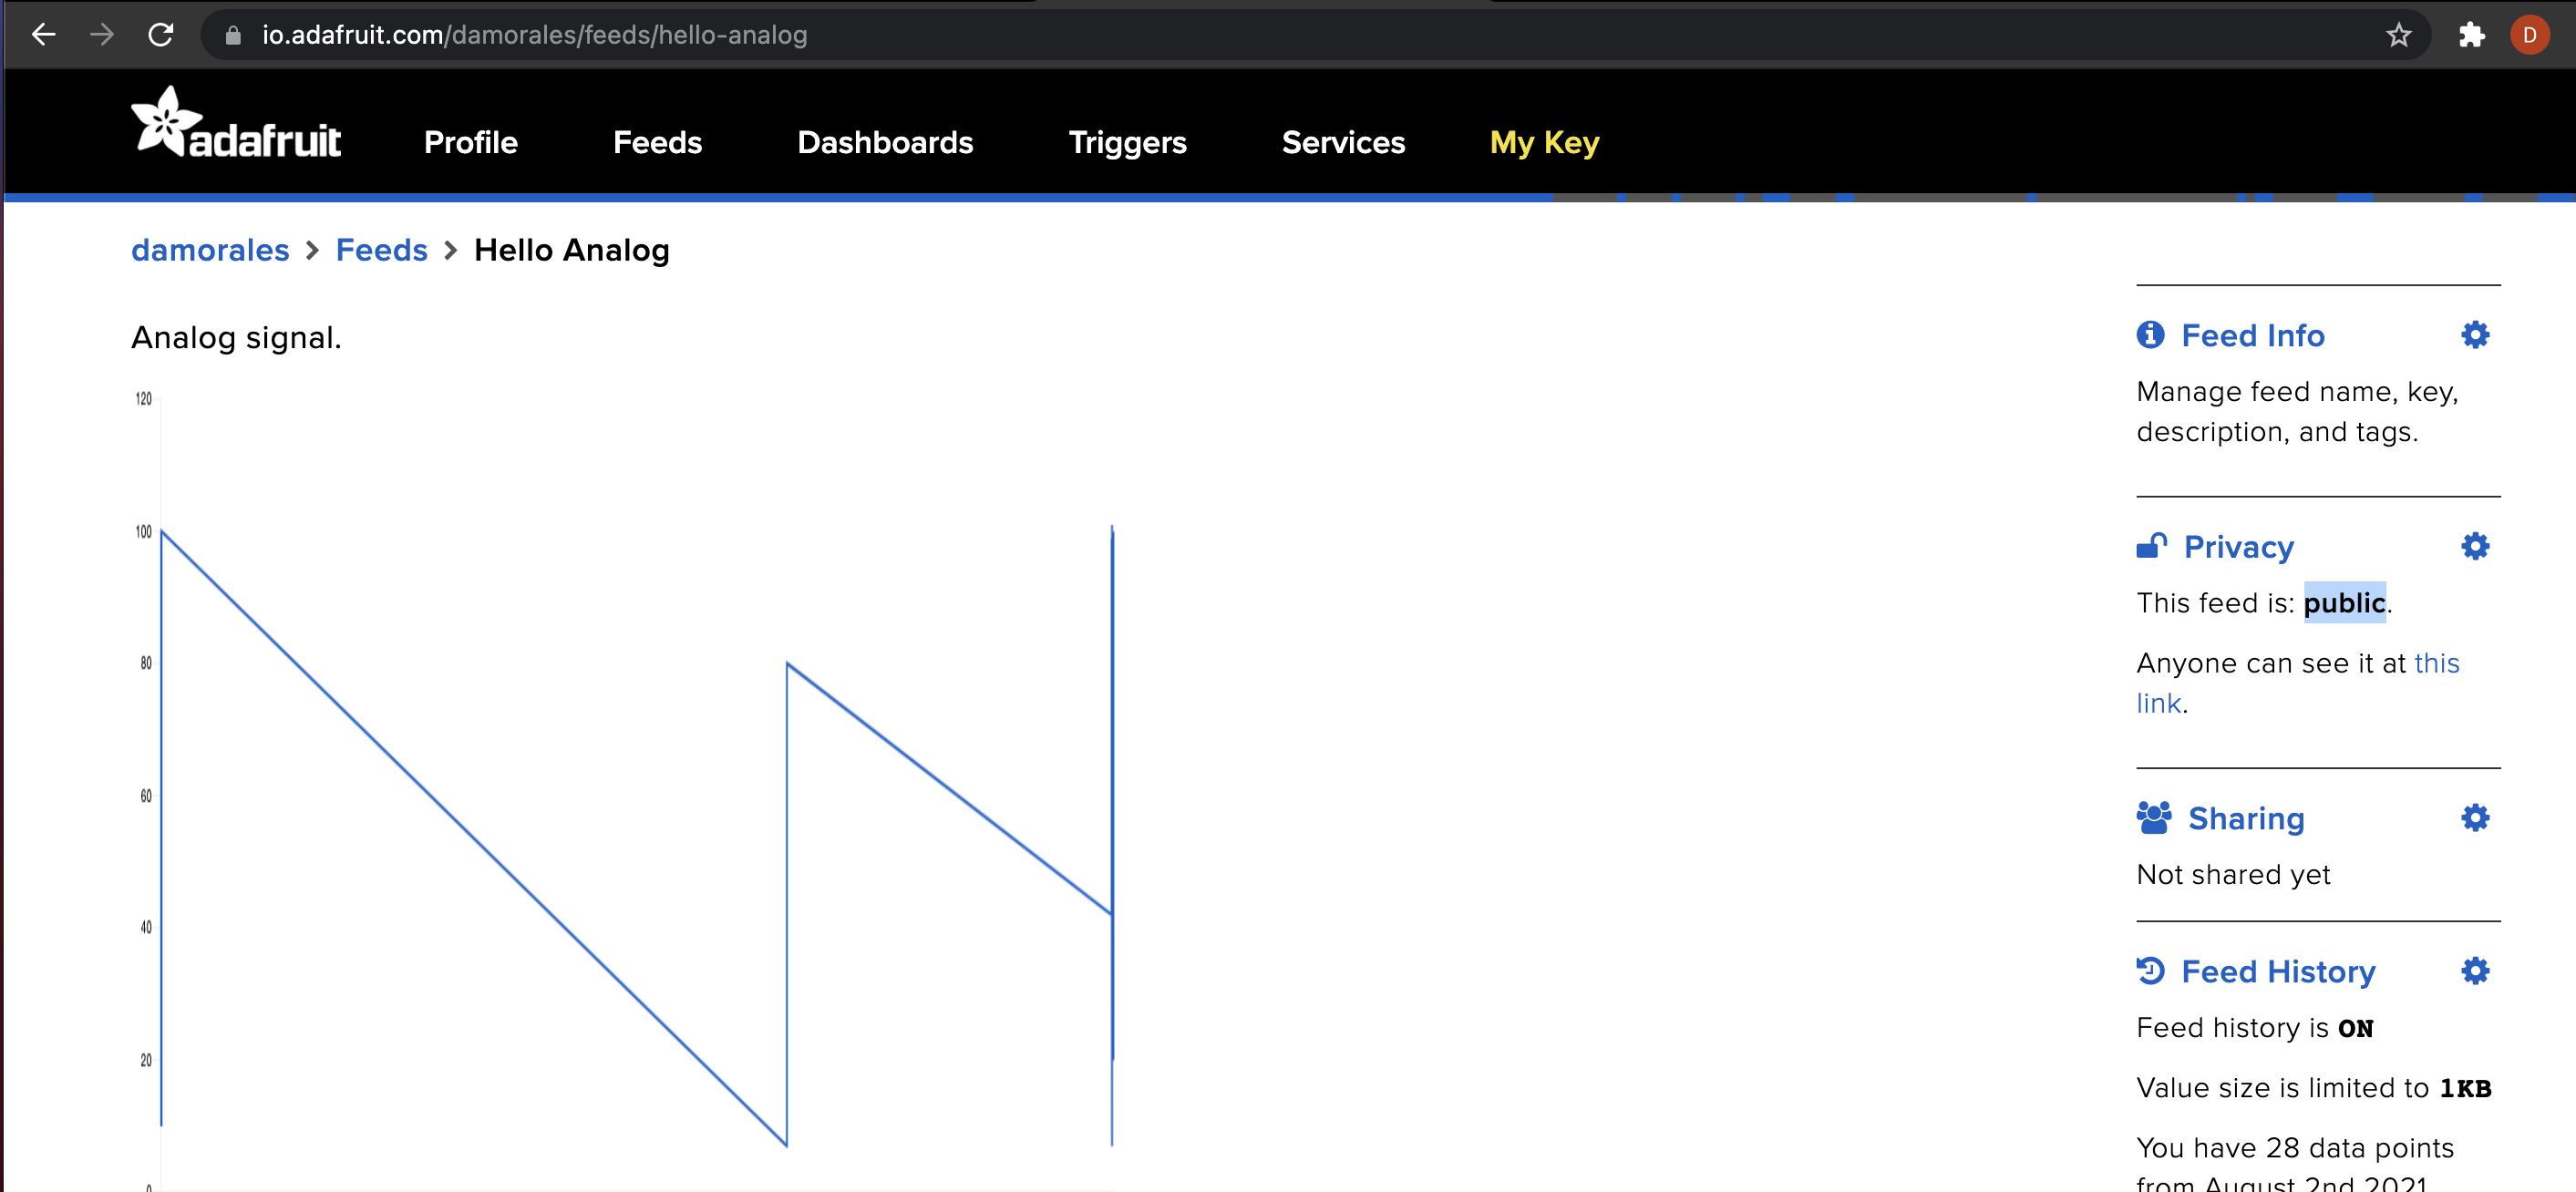 io.adafruit.com/damorales/feeds/hello-analog
D
adafruit
Profile
Feeds
Dashboards
Triggers
Services
My Key
damorales > Feeds > Hello Analog
Analog signal.
120
100
80
60
40
20
0
Feed Info
Manage feed name, key,
description, and tags.
Privacy
This feed is: public.
Anyone can see it at this
link.
Sharing
Not shared yet
Feed History
Feed history is ON
Value size is limited to 1KB
You have 28 data points
from August 2nd 2021